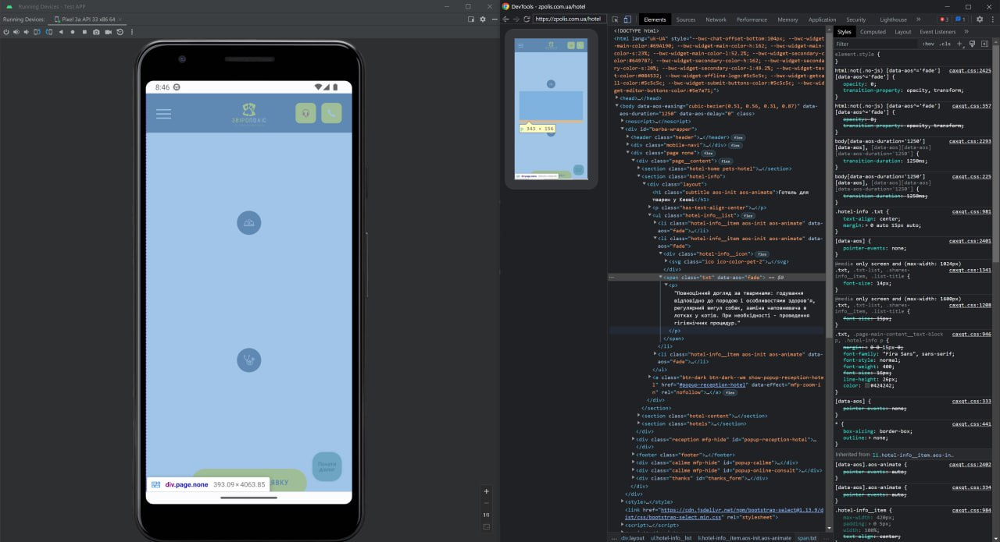 Running Devices - Test APP
Running Devices:
Pixel 3a API 33 x86 64
8:46
ЗВІРОПОЛІС
Почати
діалог
ЯВКУ
div.page.none 393.09 × 4063.85
1:1
DevTools - zpolis.com.ua/hotel
https://zpolis.com.ua/hotel
Elements
Sources
Network
Performance
Memory
Application
Security
Lighthouse
3
1
p 343 × 156
<!DOCTYPE html>
<html lang="uk-UA" style="--bwc-chat-offset-bottom:104px; --bwc-widget
-main-color:#69A190; --bwc-widget-main-color-h:162; --bwc-widget-main-
color-s:23%; --bwc-widget-main-color-l:52.2%; --bwc-widget-secondary-c
olor:#649787; --bwc-widget-secondary-color-h:162; --bwc-widget-seconda
ry-color-s:20%; --bwc-widget-secondary-color-l:49.2%; --bwc-widget-tex
t-color:#084532; --bwc-widget-offline-logo:#5c5c5c; --bwc-widget-getca
ll-color:#5c5c5c; --bwc-widget-submit-buttons-color:#5c5c5c; --bwc-wid
get-editor-buttons-color:#5e7a71;">
<head>…</head>
<body data-aos-easing="cubic-bezier(0.51, 0.56, 0.31, 0.87)" data-
aos-duration="1250" data-aos-delay="0" class>
<noscript>…</noscript>
<div id="barba-wrapper">
<header class="header">…</header> flex
<div class="mobile-navi">…</div> flex
<div class="page none"> flex
<div class="page__content"> flex
<section class="hotel-home pets-hotel">…</section>
<section class="hotel-info">
<div class="layout">
<h1 class="subtitle aos-init aos-animate">Готель для
тварин у Києві</h1>
<p class="has-text-align-center">…</p>
<ul class="hotel-info__list"> flex
<li class="hotel-info__item aos-init aos-animate" data-
aos="fade">…</li>
<li class="hotel-info__item aos-init aos-animate" data-
aos="fade">
<div class="hotel-info__icon"> flex
<svg class="ico ico-color-pet-2">…</svg>
</div>
<span class="txt" data-aos="fade"> == $0
<p>
"Повноцінний догляд за тваринами: годування
відповідно до породою і особливостями здоров'я,
регулярний вигул собак, заміна наповнювача в
лотках у котів. При необхідності - проведення
гігієнічних процедур."
</p>
</span>
</li>
<li class="hotel-info__item aos-init aos-animate" data-
aos="fade">…</li>
</ul>
<a class="btn-dark btn-dark--wm show-popup-reception-hot
el" href="#popup-reception-hotel" data-effect="mfp-zoom-
in" rel="nofollow">…</a> flex
</div>
</section>
<section class="hotel-content">…</section>
<section class="hotels">…</section>
</div>
<div class="reception mfp-hide" id="popup-reception-hotel">…
</div>
<footer class="footer">…</footer>
<div class="callme mfp-hide" id="popup-callme">…</div>
<div class="callme mfp-hide" id="popup-online-consult">…</div>
<div class="thanks" id="thanks_form">…</div>
</div>
</div>
<style>…</style>
<link href="https://cdn.jsdelivr.net/npm/bootstrap-select@1.13.9/d
ist/css/bootstrap-select.min.css" rel="stylesheet">
<script>…</script>
<script>…</script>
… div.layout ul.hotel-info__list li.hotel-info__item.aos-init.aos-animate span.txt …
Styles
Computed
Layout
Event Listeners
Filter
:hov .cls
element.style {
}
html:not(.no-js) [data-aos^='fade'] caxqt.css:2425
[data-aos^='fade'] {
opacity: 0;
transition-property: opacity, transform;
}
html:not(.no-js) [data-aos^='fade'] caxqt.css:357
[data-aos^='fade'] {
opacity: 0;
transition-property: opacity, transform;
}
body[data-aos-duration='1250'] caxqt.css:2293
[data-aos], [data-aos][data-aos]
[data-aos-duration='1250'] {
transition-duration: 1250ms;
}
body[data-aos-duration='1250'] caxqt.css:225
[data-aos], [data-aos][data-aos]
[data-aos-duration='1250'] {
transition-duration: 1250ms;
}
.hotel-info .txt { caxqt.css:981
text-align: center;
margin: 0 auto 15px auto;
}
[data-aos] { caxqt.css:2401
pointer-events: none;
}
@media only screen and (max-width: 1024px)
.txt, .txt-list, .shares- caxqt.css:1341
info__item, .list-title {
font-size: 14px;
}
@media only screen and (max-width: 1600px)
.txt, .txt-list, .shares- caxqt.css:1208
info__item, .list-title {
font-size: 15px;
}
.txt, .page-main-content__text-block caxqt.css:946
p, .hotel-info p {
margin: 0 0 15px 0;
font-family: "Fira Sans", sans-serif;
font-style: normal;
font-weight: 400;
font-size: 16px;
line-height: 26px;
color: #424242;
}
[data-aos] { caxqt.css:333
pointer-events: none;
}
* { caxqt.css:441
box-sizing: border-box;
outline: none;
}
Inherited from li.hotel-info__item.aos-in…
[data-aos].aos-animate { caxqt.css:2402
pointer-events: auto;
}
[data-aos].aos-animate { caxqt.css:334
pointer-events: auto;
}
.hotel-info__item { caxqt.css:984
max-width: 420px;
padding: 0 5px;
width: 100%;
text-align: center;